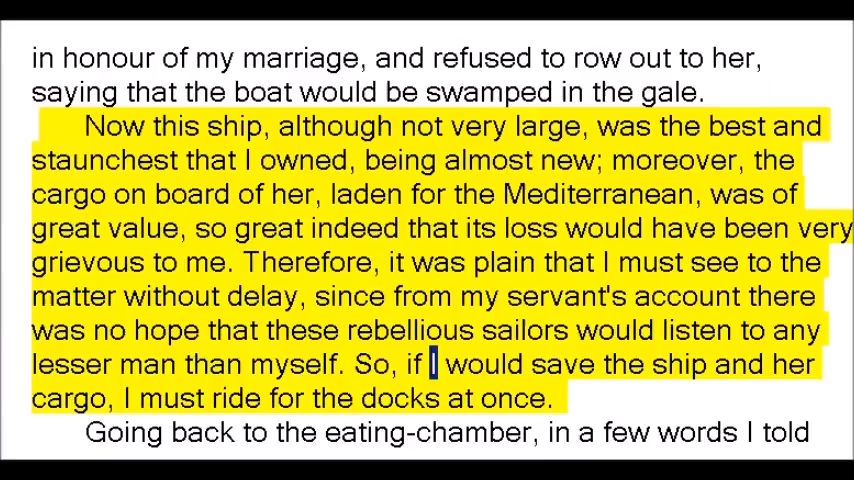 in honour of my marriage, and refused to row out to her,
saying that the boat would be swamped in the gale.
Now this ship, although not very large, was the best and
staunchest that I owned, being almost new; moreover, the
cargo on board of her, laden for the Mediterranean, was of
great value, so great indeed that its loss would have been very
grievous to me. Therefore, it was plain that I must see to the
matter without delay, since from my servant's account there
was no hope that these rebellious sailors would listen to any
lesser man than myself. So, if I would save the ship and her
cargo, I must ride for the docks at once.
Going back to the eating-chamber, in a few words I told